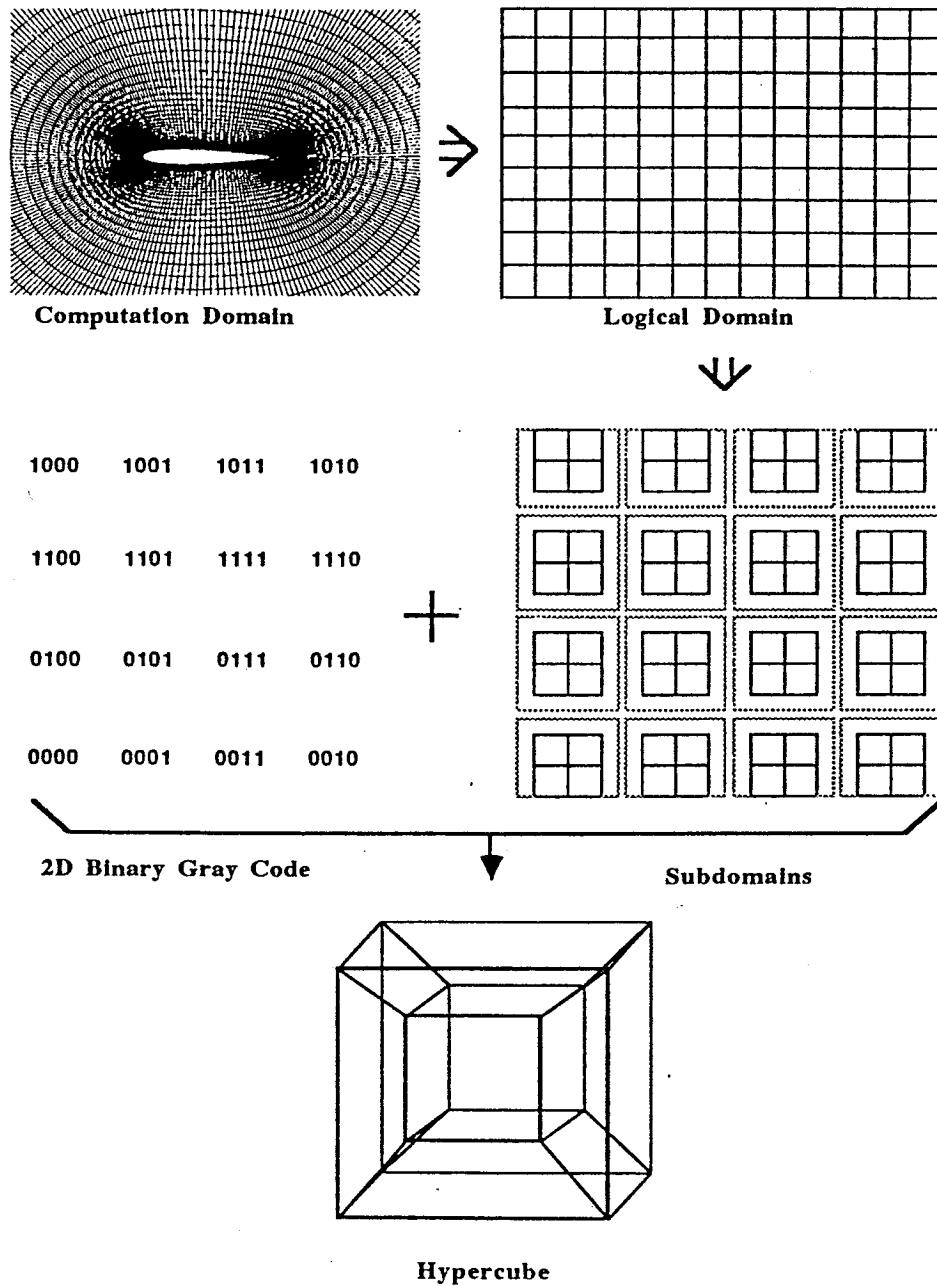 Computation Domain
Logical Domain
1000 1001 1011 1010
1100 1101 1111 1110
0100 0101 0111 0110
0000 0001 0011 0010
2D Binary Gray Code
Subdomains
Hypercube